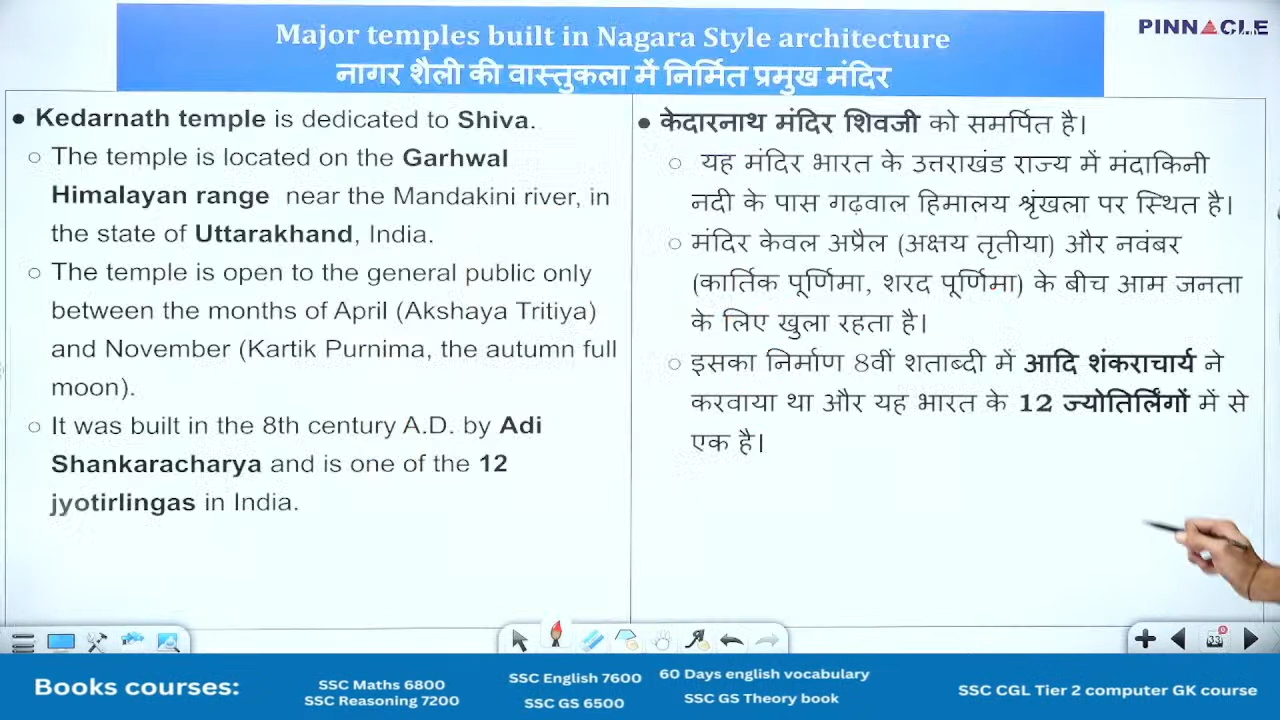 Major temples built in Nagara Style architecture
नागर शैली की वास्तुकला में निर्मित प्रमुख मंदिर
PINNACLE
● Kedarnath temple is dedicated to Shiva.
○ The temple is located on the Garhwal
Himalayan range near the Mandakini river, in
the state of Uttarakhand, India.
○ The temple is open to the general public only
between the months of April (Akshaya Tritiya)
and November (Kartik Purnima, the autumn full
moon).
○ It was built in the 8th century A.D. by Adi
Shankaracharya and is one of the 12
jyotirlingas in India.
● केदारनाथ मंदिर शिवजी को समर्पित है।
○ यह मंदिर भारत के उत्तराखंड राज्य में मंदाकिनी
नदी के पास गढ़वाल हिमालय श्रृंखला पर स्थित है।
○ मंदिर केवल अप्रैल (अक्षय तृतीया) और नवंबर
(कार्तिक पूर्णिमा, शरद पूर्णिमा) के बीच आम जनता
के लिए खुला रहता है।
○ इसका निर्माण 8वीं शताब्दी में आदि शंकराचार्य ने
करवाया था और यह भारत के 12 ज्योतिर्लिंगों में से
एक है।
Books courses:
SSC Maths 6800
SSC Reasoning 7200
SSC English 7600
SSC GS 6500
60 Days english vocabulary
SSC GS Theory book
SSC CGL Tier 2 computer GK course